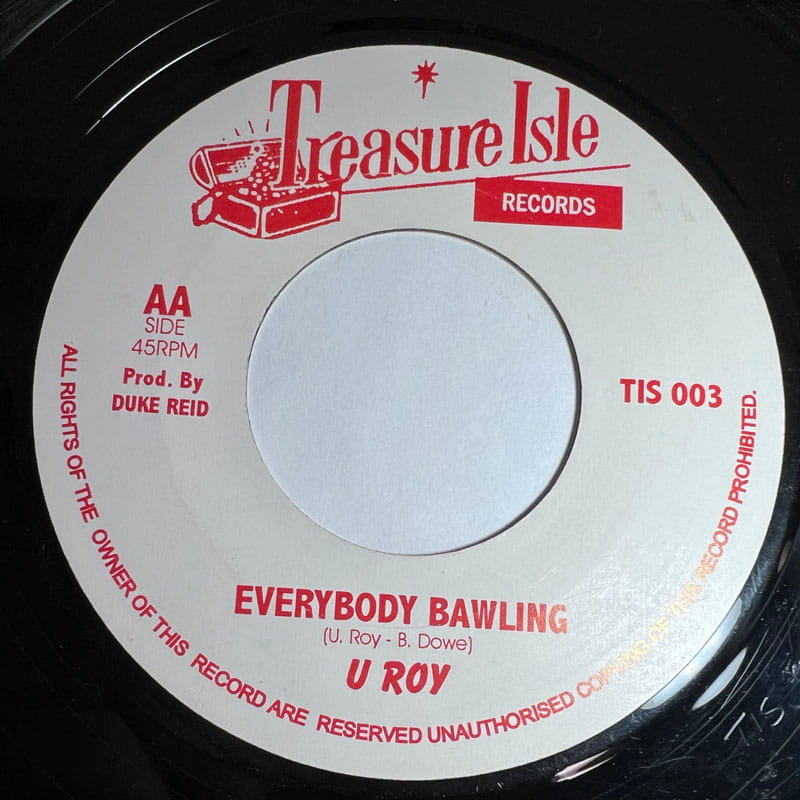 Treasure Isle
RECORDS
AA
SIDE
45RPM
Prod. By
DUKE REID
TIS 003
EVERYBODY BAWLING
(U. Roy - B. Dowe)
U ROY
ALL RIGHTS OF THE OWNER OF THIS RECORD ARE RESERVED UNAUTHORISED COPYING OF THIS RECORD PROHIBITED.
TIS